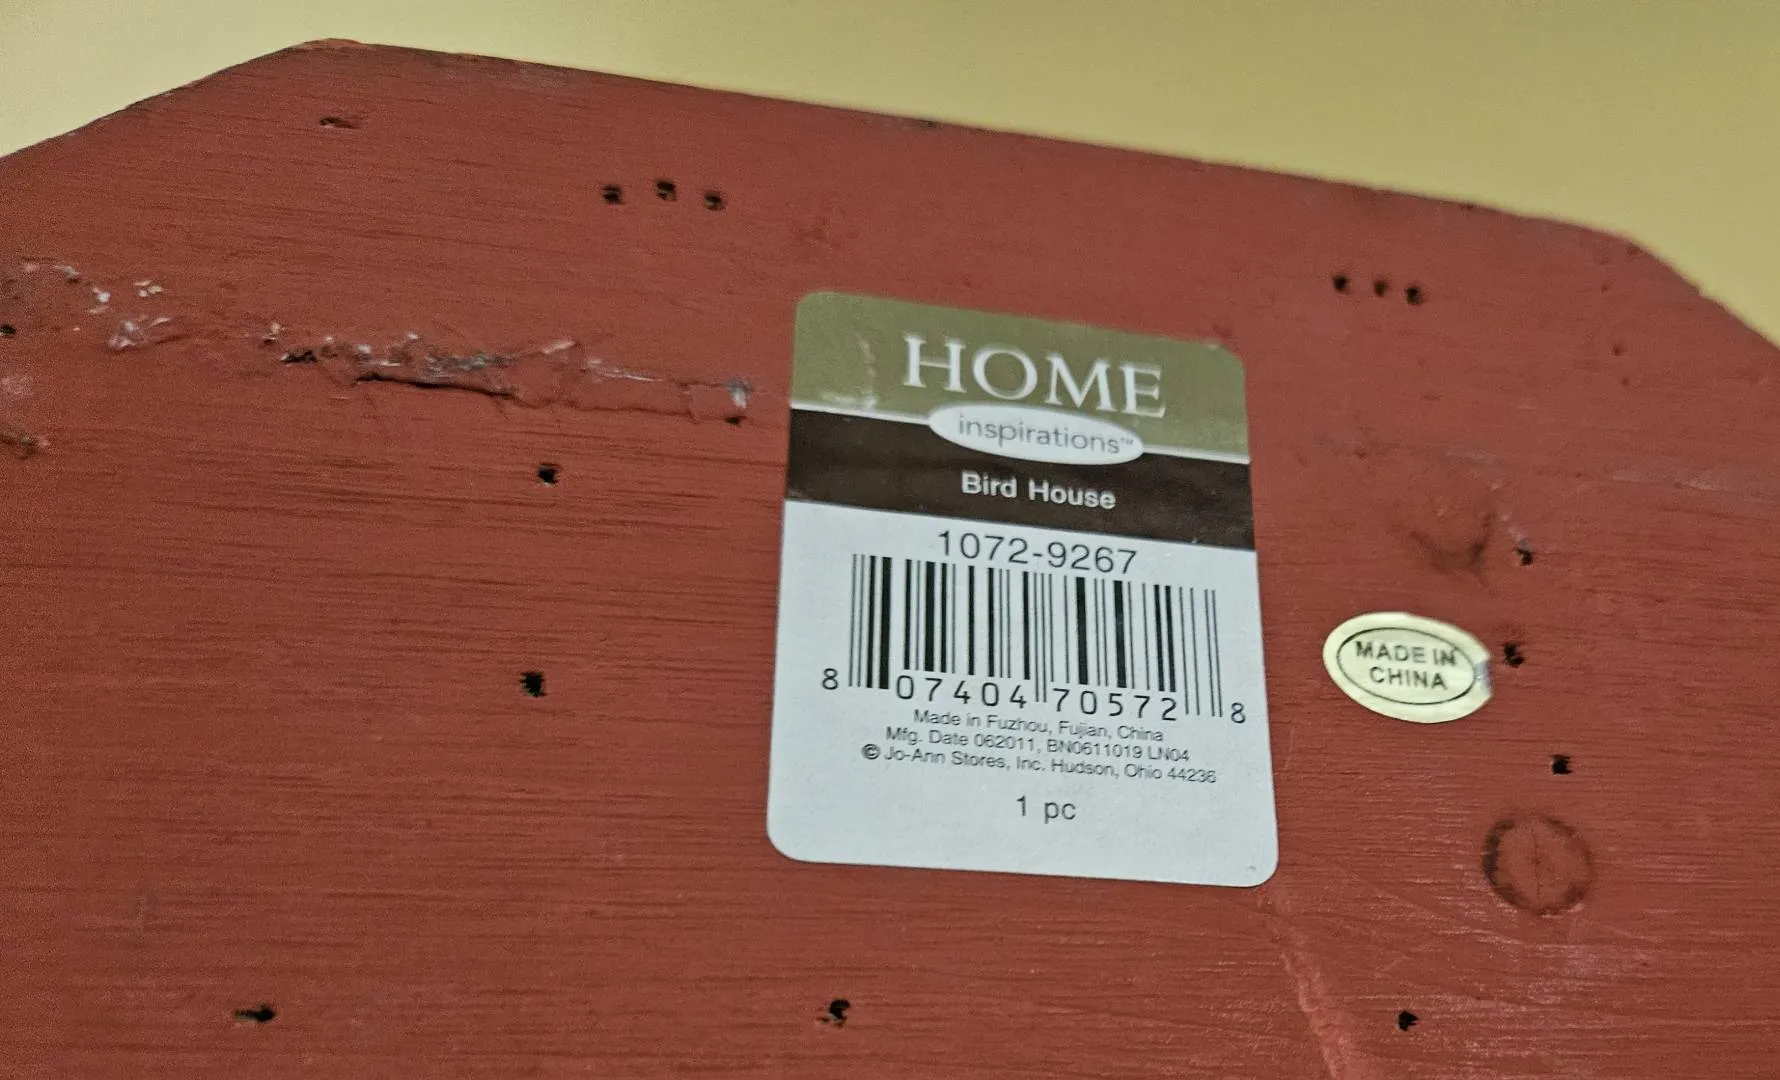 HOME
inspirations™
Bird House
1072-9267
8 07404 70572 8
Made in Fuzhou, Fujian, China
Mfg. Date 062011, BN0611019 LN04
© Jo-Ann Stores, Inc. Hudson, Ohio 44236
1 pc
MADE IN
CHINA